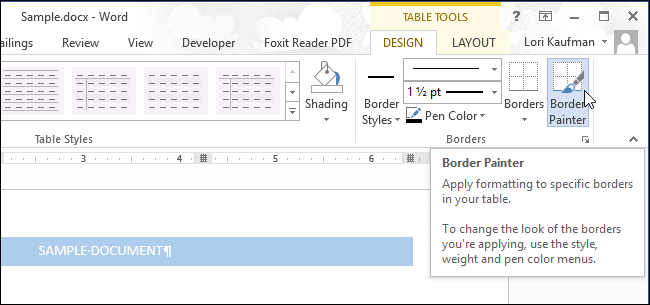 Sample.docx - Word
TABLE TOOLS
ailings Review View Developer Foxit Reader PDF DESIGN LAYOUT Lori Kaufman
1 ½ pt
Shading Border Styles Pen Color Borders Border Painter
Table Styles Borders
3 4 5 6
Border Painter
Apply formatting to specific borders
in your table.
To change the look of the borders
you're applying, use the style,
weight and pen color menus.
SAMPLE·DOCUMENT¶